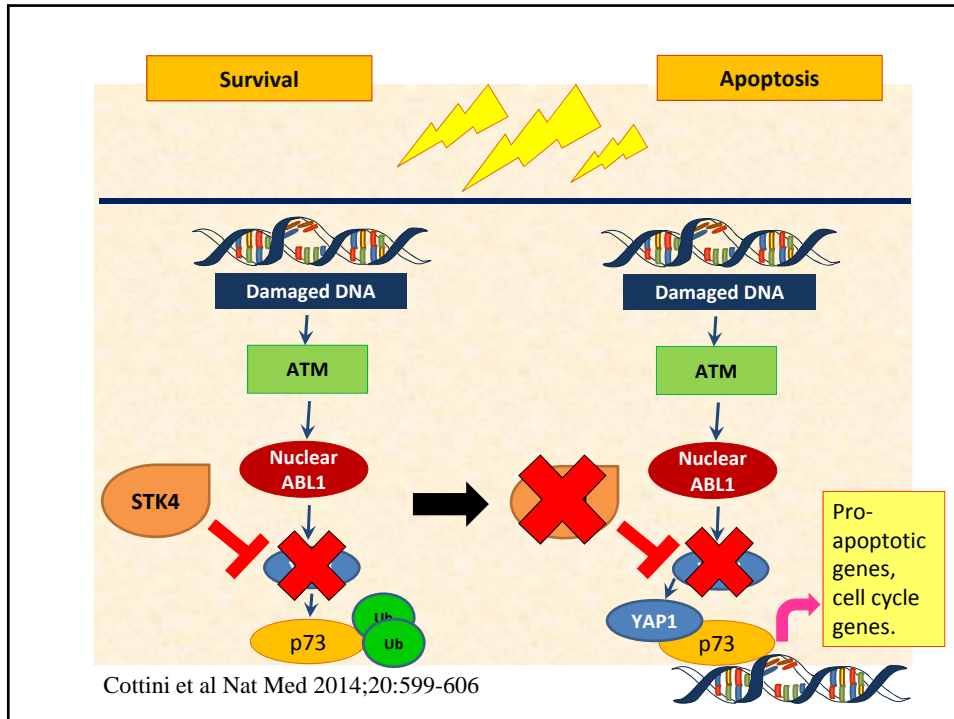 Survival
Apoptosis
Damaged DNA
Damaged DNA
ATM
ATM
Nuclear
ABL1
Nuclear
ABL1
STK4
Pro-
apoptotic
genes,
cell cycle
genes.
YAP1
Ub
Ub
p73
p73
Cottini et al Nat Med 2014;20:599-606